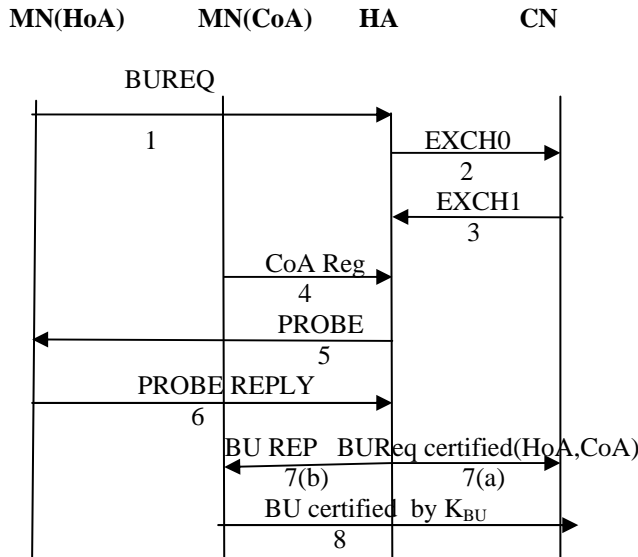 MN(HoA) MN(CoA) HA CN
BUREQ
1
EXCH0
2
EXCH1
3
CoA Reg
4
PROBE
5
PROBE REPLY
6
BU REP BUReq certified(HoA,CoA)
7(b) 7(a)
BU certified by KBU
8